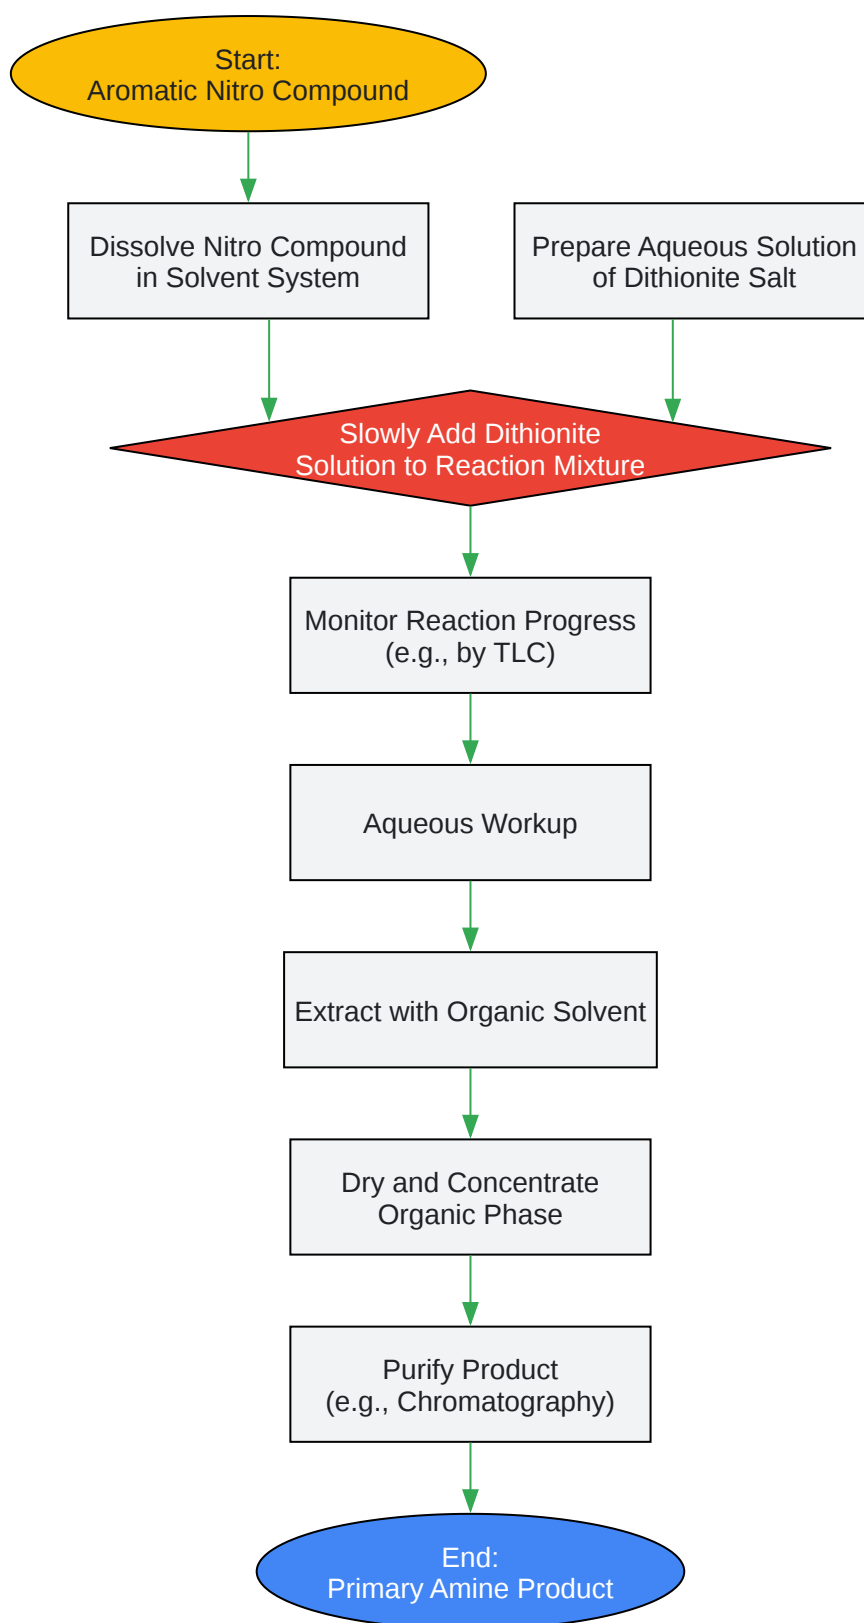 Start:
Aromatic Nitro Compound
Dissolve Nitro Compound
in Solvent System
Prepare Aqueous Solution
of Dithionite Salt
Slowly Add Dithionite
Solution to Reaction Mixture
Monitor Reaction Progress
(e.g., by TLC)
Aqueous Workup
Extract with Organic Solvent
Dry and Concentrate
Organic Phase
Purify Product
(e.g., Chromatography)
End:
Primary Amine Product